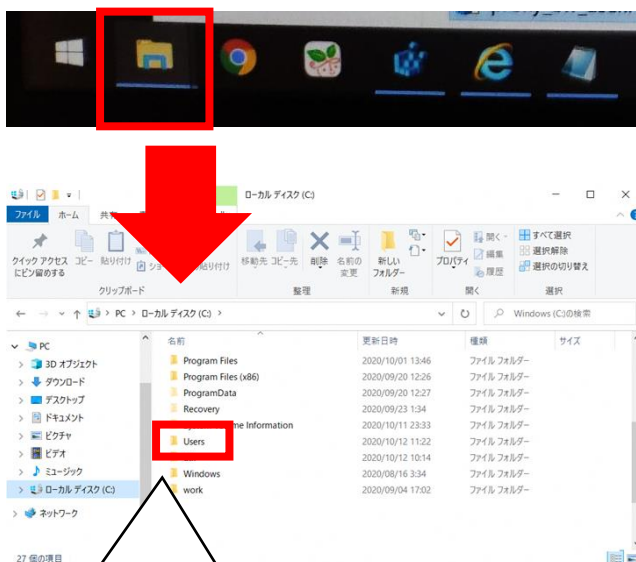 ローカル ディスク (C:)
ファイル ホーム 共有
クイック アクセス
にピン留めする
コピー 貼り付け
移動先 コピー先 削除 名前の
変更
新しい
フォルダー
プロパティ
開く
編集
履歴
すべて選択
選択解除
選択の切り替え
クリップボード 整理 新規 開く 選択
PC > ローカル ディスク (C:) >
Windows (C:)の検索
PC
3D オブジェクト
ダウンロード
デスクトップ
ドキュメント
ピクチャ
ビデオ
ミュージック
ローカル ディスク (C:)
ネットワーク
名前 更新日時 種類 サイズ
Program Files 2020/10/01 13:46 ファイル フォルダー
Program Files (x86) 2020/09/20 12:26 ファイル フォルダー
ProgramData 2020/09/20 12:27 ファイル フォルダー
Recovery 2020/09/23 1:34 ファイル フォルダー
Information 2020/10/11 23:33 ファイル フォルダー
Users 2020/10/12 11:22 ファイル フォルダー
2020/10/12 10:14 ファイル フォルダー
Windows 2020/08/16 3:34 ファイル フォルダー
work 2020/09/04 17:02 ファイル フォルダー
27 個の項目